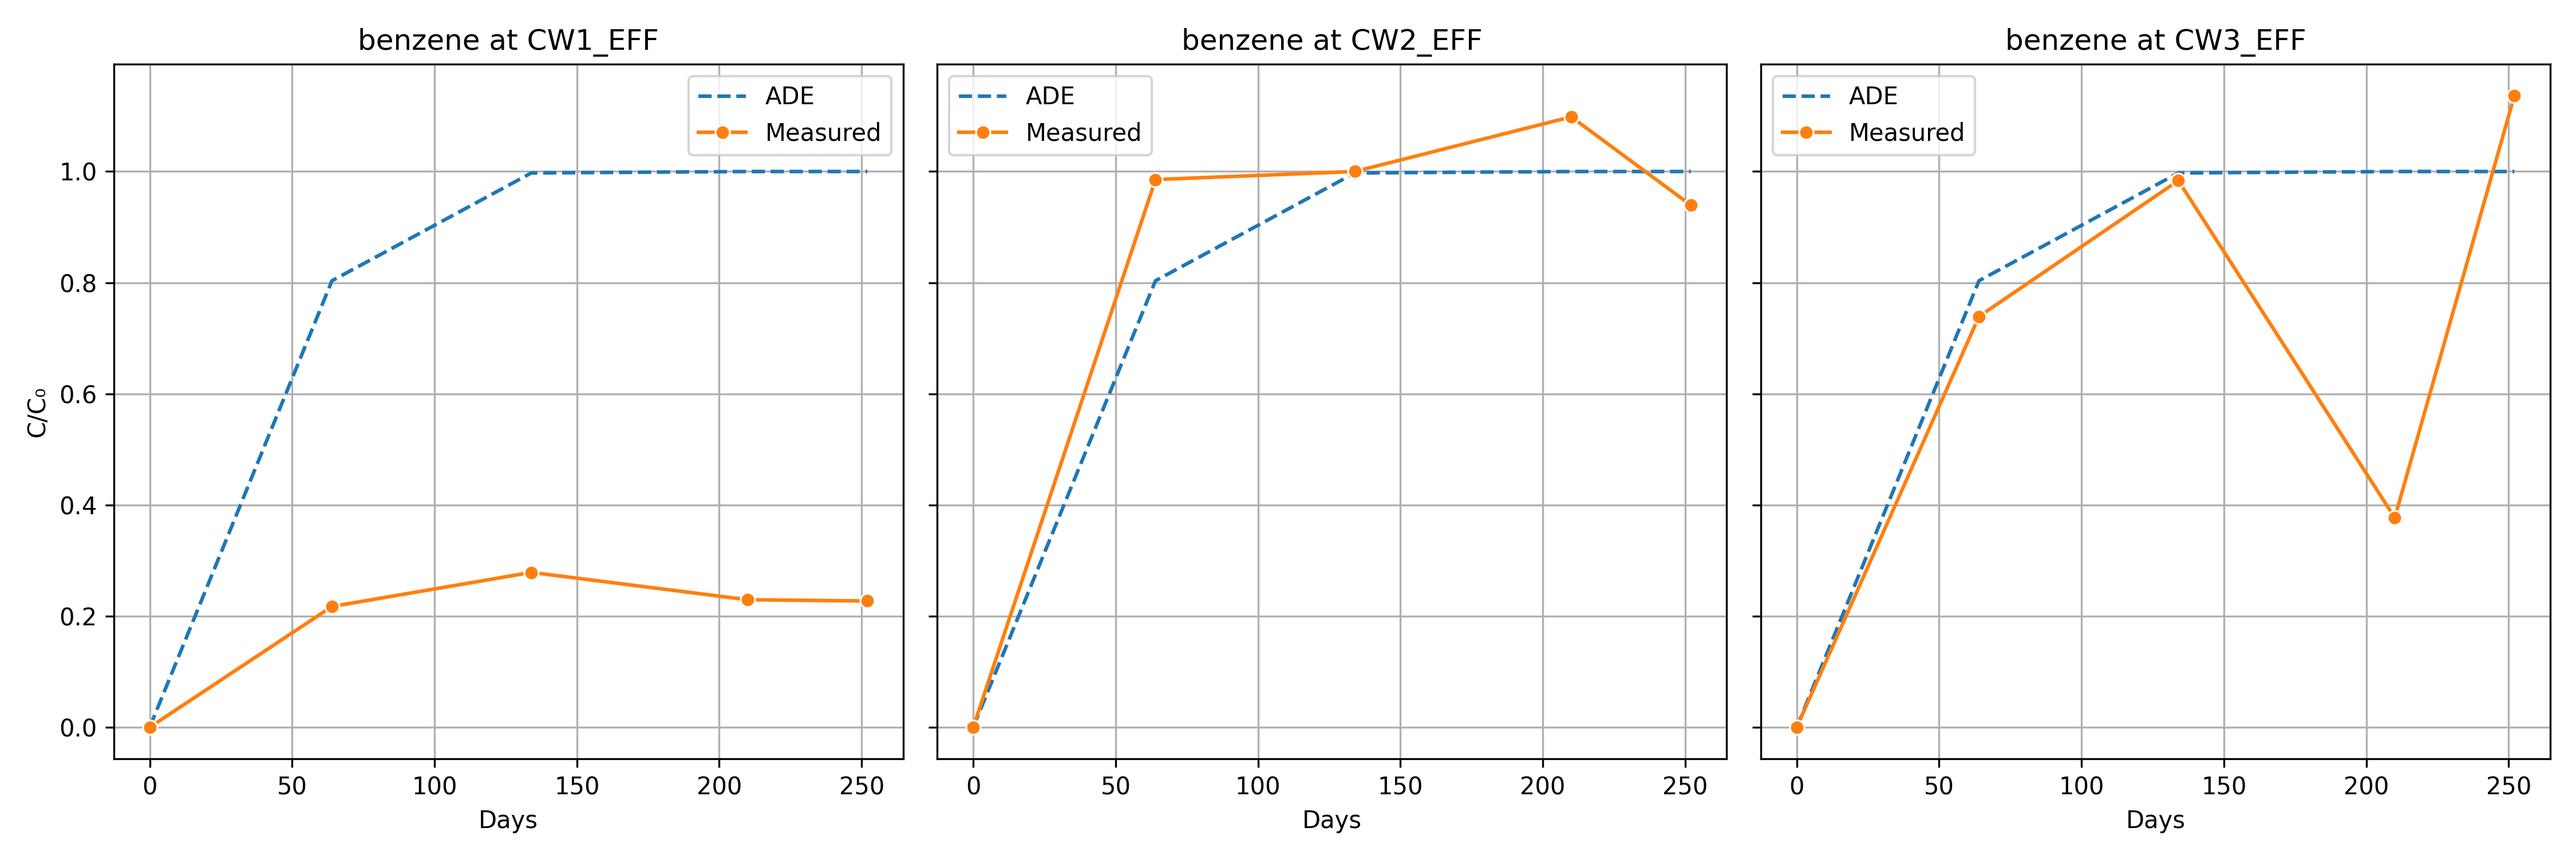 benzene at CW1_EFF
ADE
Measured
C/C₀
1.0
0.8
0.6
0.4
0.2
0.0
0 50 100 150 200 250
Days
benzene at CW2_EFF
ADE
Measured
0 50 100 150 200 250
Days
benzene at CW3_EFF
ADE
Measured
0 50 100 150 200 250
Days